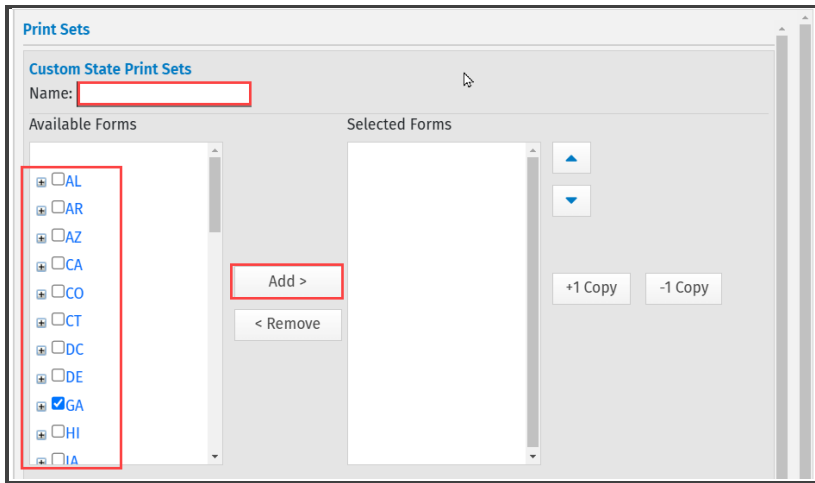 Print Sets
Custom State Print Sets
Name:
Available Forms
Selected Forms
AL
AR
AZ
CA
CO
CT
DC
DE
GA
HI
IA
Add >
< Remove
+1 Copy
-1 Copy